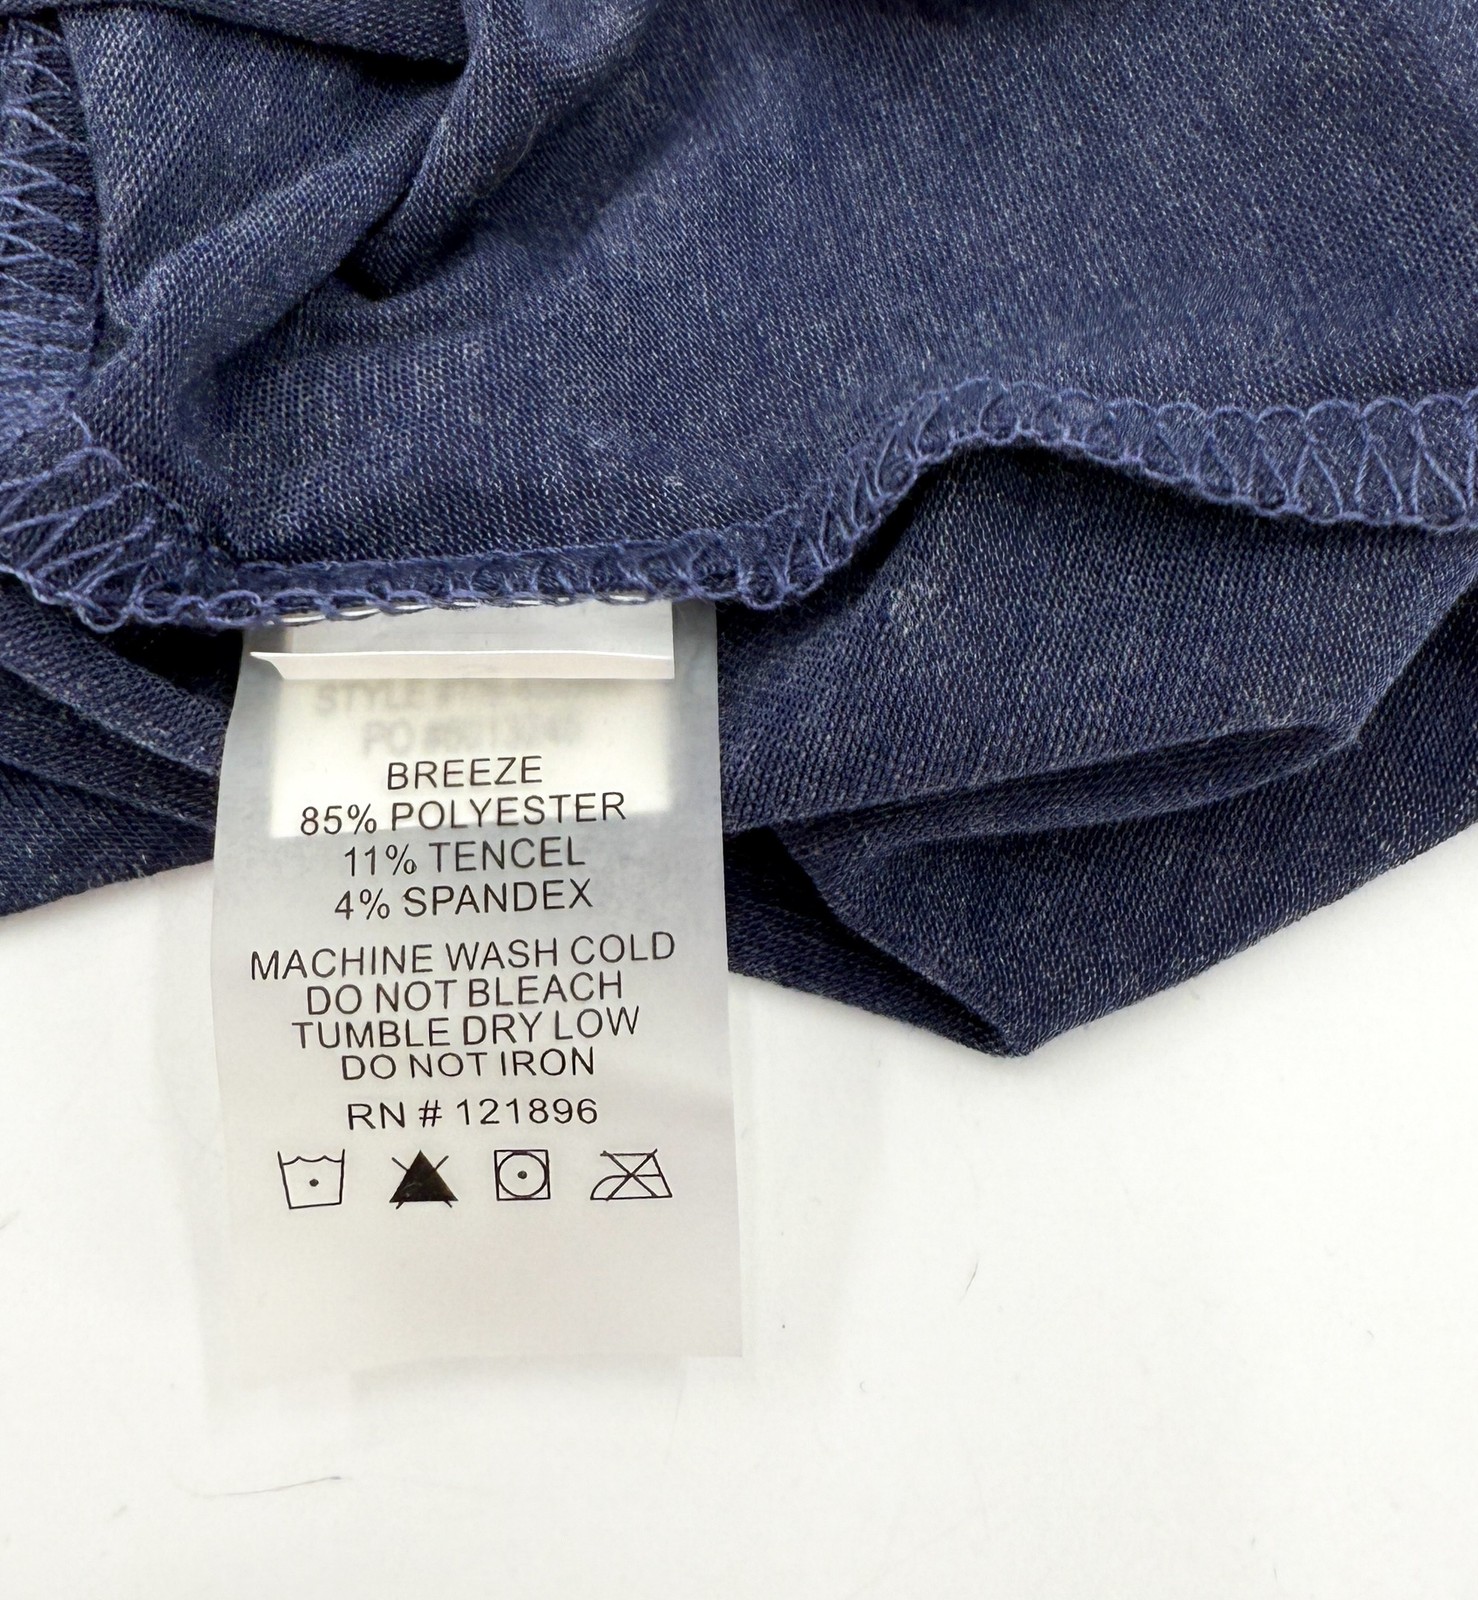 BREEZE
85% POLYESTER
11% TENCEL
4% SPANDEX
MACHINE WASH COLD
DO NOT BLEACH
TUMBLE DRY LOW
DO NOT IRON
RN # 121896